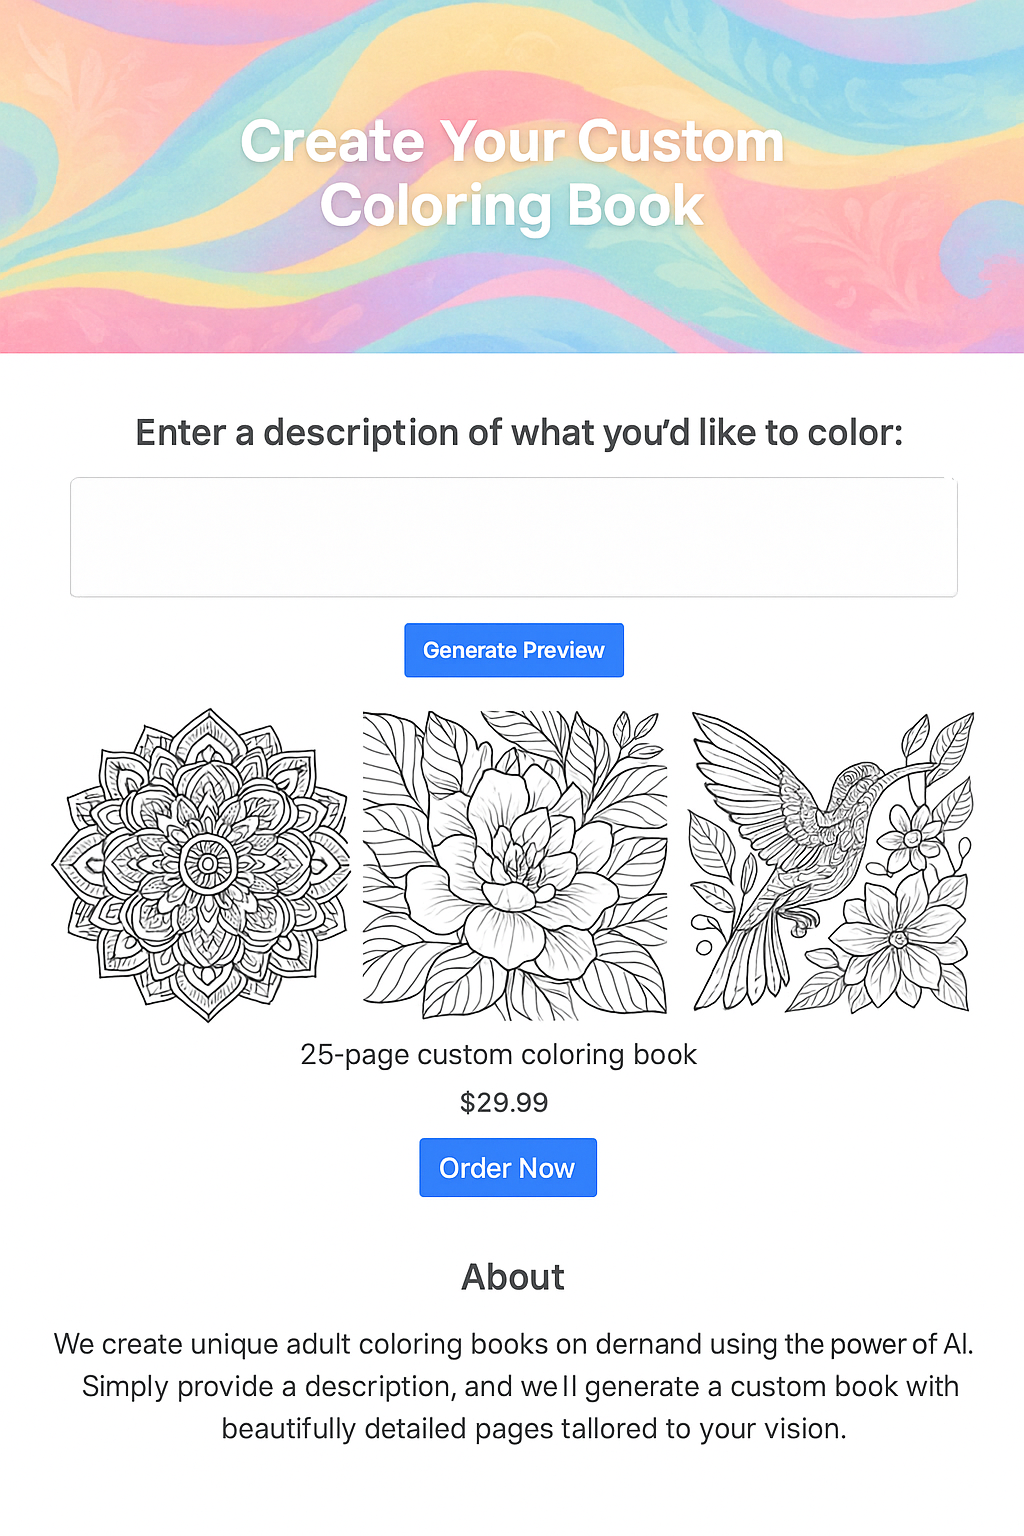 Create Your Custom
Coloring Book
Enter a description of what you’d like to color:
Generate Preview
25-page custom coloring book
$29.99
Order Now
About
We create unique adult coloring books on dernand using the power of AI.
Simply provide a description, and we ll generate a custom book with
beautifully detailed pages tallored to your vision.